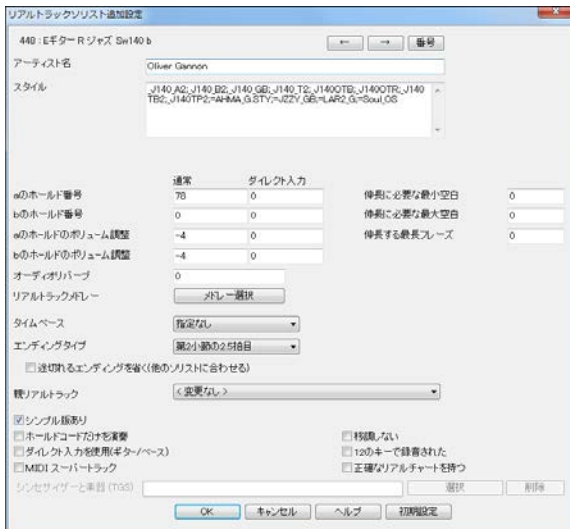 リアルトラックソリスト追加設定
440 : Eギター R ジャズ Sw140 b
← → 番号
アーティスト名 Oliver Gannon
スタイル _J140_A2;_J140_B2;_J140_GB;_J140_T2;_J140OTB;_J140OTR;_J140
TB2;_J140TP2;=AHMA_G.STY;=JZZY_GB;=LAR2_G;=Soul_OS
通常 ダイレクト入力
aのホールド番号 78 0 伸長に必要な最小空白 0
bのホールド番号 0 0 伸長に必要な最大空白 0
aのホールドのボリューム調整 -4 0 伸長する最長フレーズ 0
bのホールドのボリューム調整 -4 0
オーディオリバーブ 0
リアルトラックメドレー メドレー選択
タイムベース 指定なし
エンディングタイプ 第2小節の2.5拍目
途切れるエンディングを省く(他のソリストに合わせる)
親リアルトラック <変更なし>
シンプル版あり
ホールドコードだけを演奏 移調しない
ダイレクト入力を使用(ギター/ベース) 12のキーで録音された
MIDI スーパートラック 正確なリアルチャートを持つ
シンセサイザーと楽器 (TGS) 選択 削除
OK キャンセル ヘルプ 初期設定